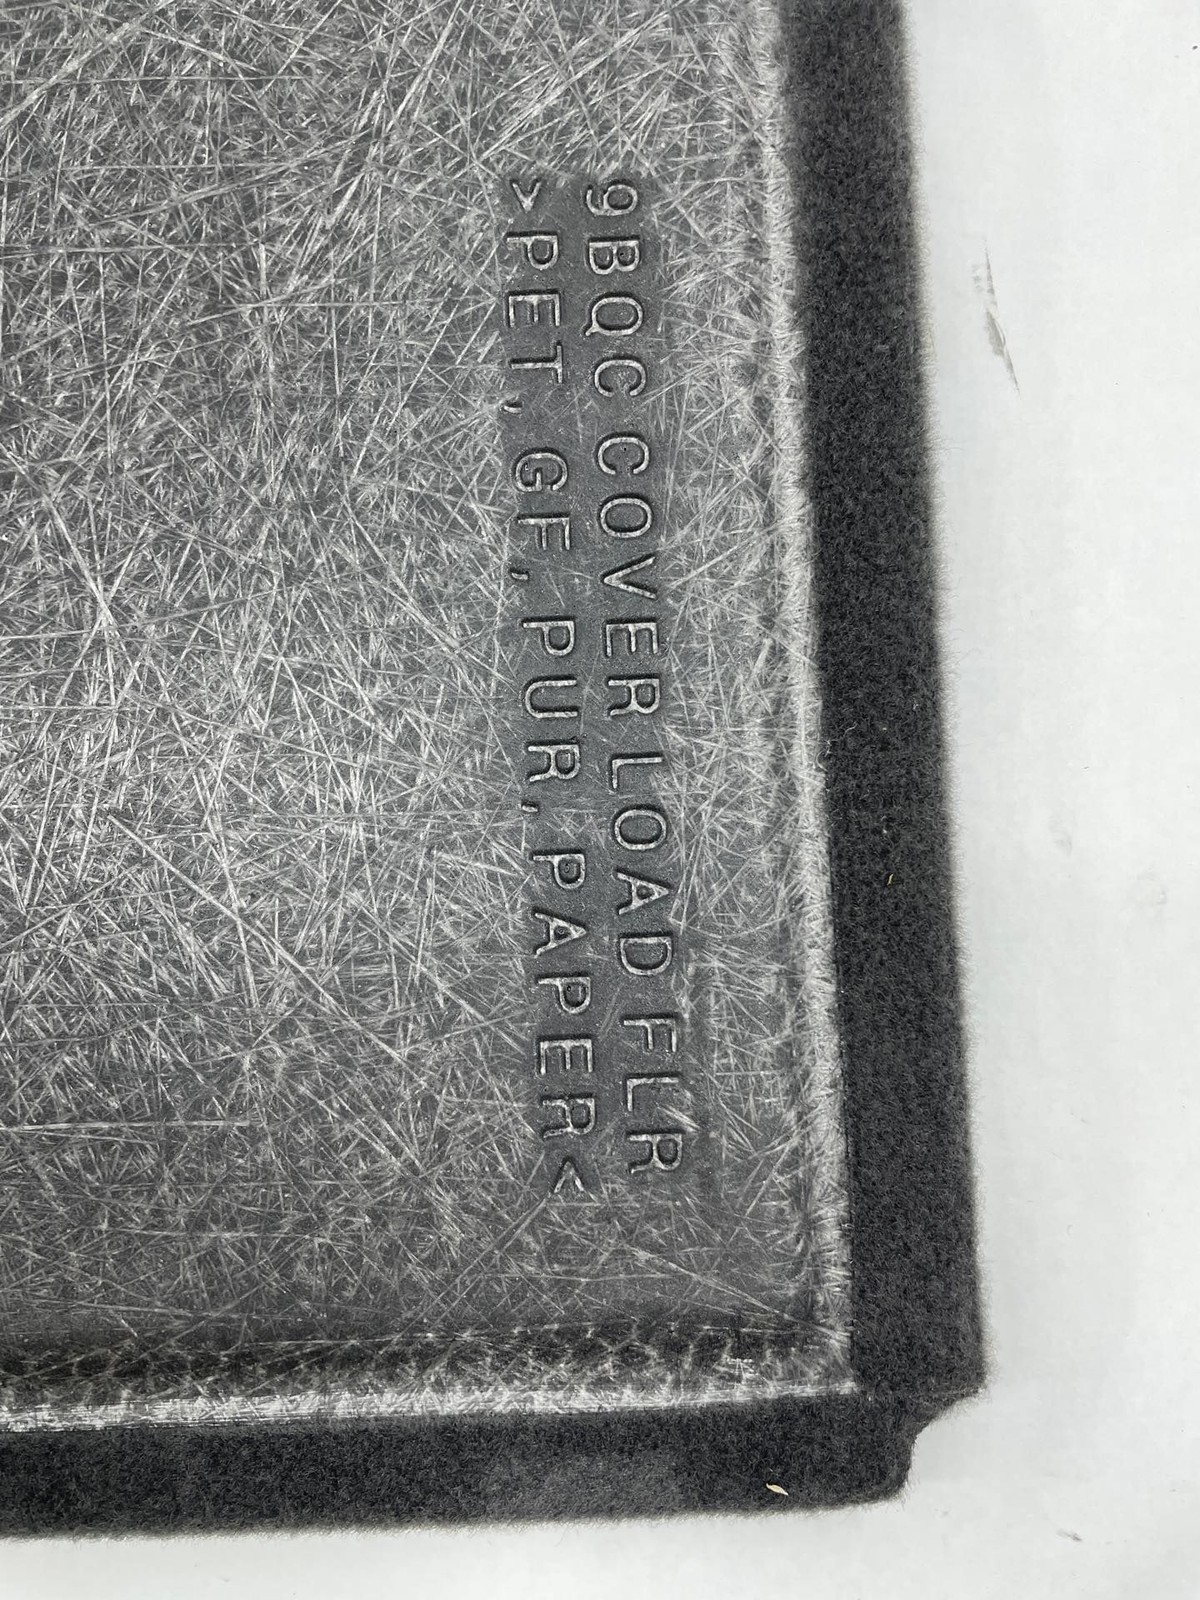 9BQC COVER LOAD FLR
>PET, GF, PUR, PAPER<